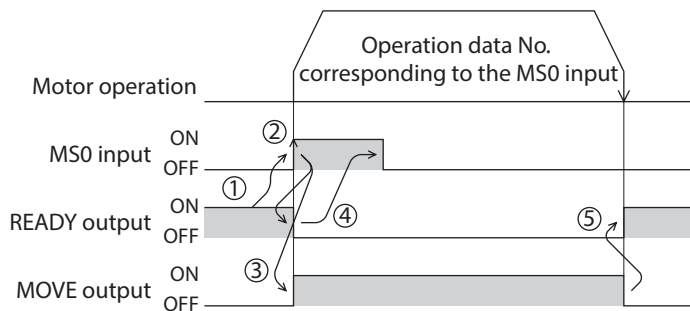 Operation data No.
corresponding to the MS0 input
Motor operation
ON
②
MS0 input
OFF
①
ON
④
⑤
READY output
OFF
③
ON
MOVE output
OFF